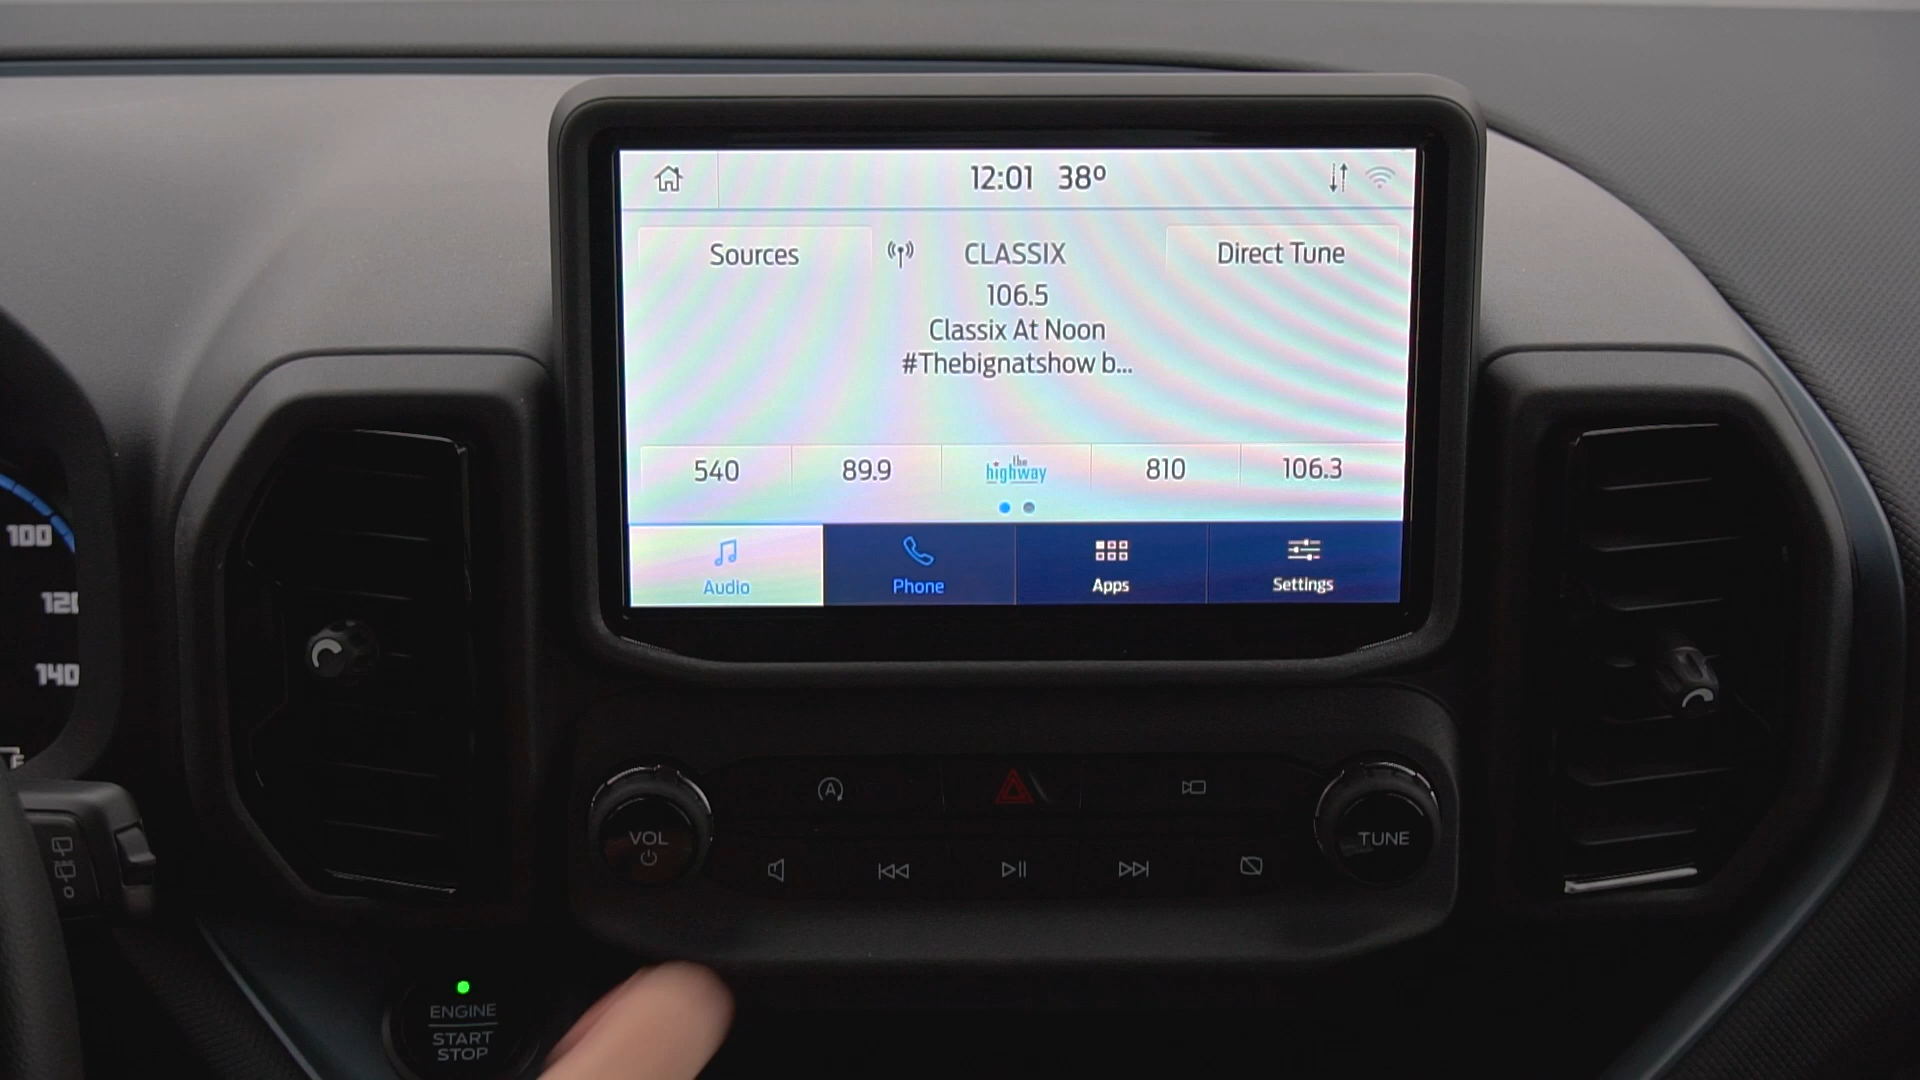 12:01 38º
Sources
CLASSIX
Direct Tune
106.5
Classix At Noon
#Thebignatshow b...
540
89.9
the highway
810
106.3
Audio
Phone
Apps
Settings
100
120
140
F
A
VOL
TUNE
ENGINE
START
STOP